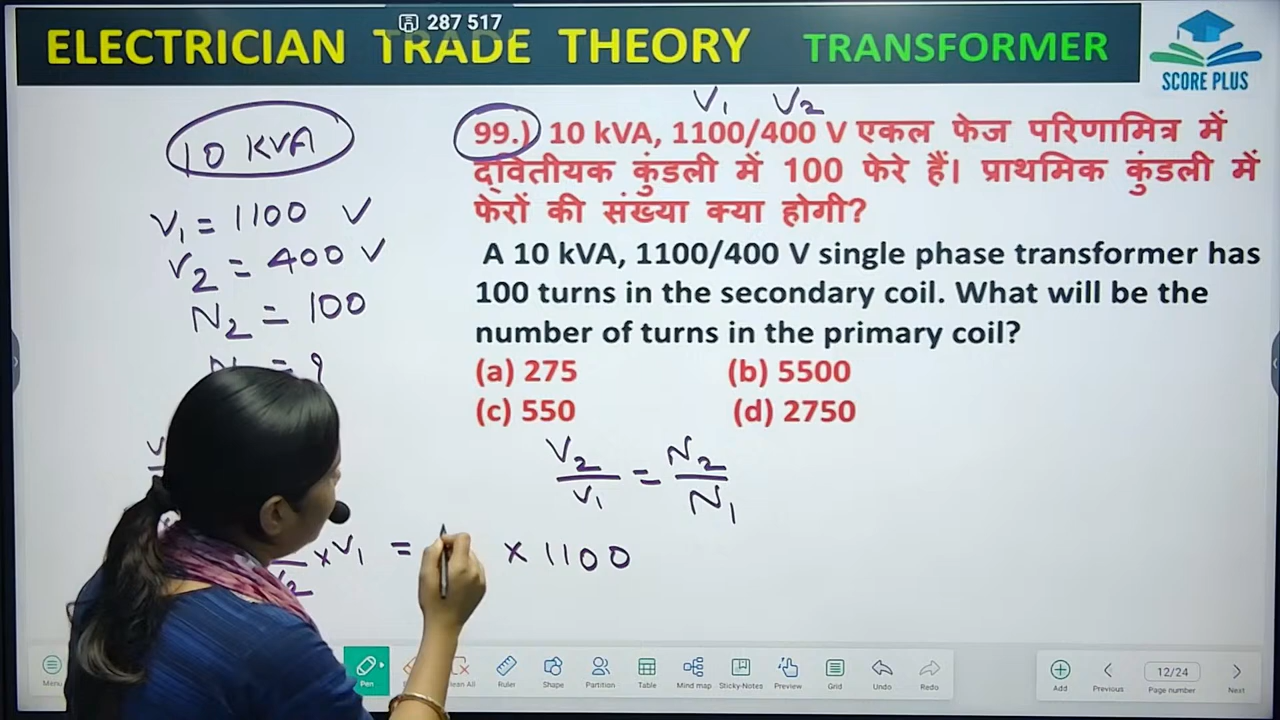 287 517
ELECTRICIAN TRADE THEORY TRANSFORMER
SCORE PLUS
V₁ V₂
10 KVA
99.) 10 kVA, 1100/400 V एकल फेज परिणामित्र में
द्वितीयक कुंडली में 100 फेरे हैं। प्राथमिक कुंडली में
फेरों की संख्या क्या होगी?
V₁ = 1100 V
V₂ = 400 V
N₂ = 100
A 10 kVA, 1100/400 V single phase transformer has
100 turns in the secondary coil. What will be the
number of turns in the primary coil?
(a) 275 (b) 5500
(c) 550 (d) 2750
V₂/V₁ = N₂/N₁
× V₁ = × 1100
Pen
Ruler
Shape
Partition
Table
Mind map
Sticky-Notes
Preview
Grid
Undo
Redo
Add
Previous
12/24
Page number
Next